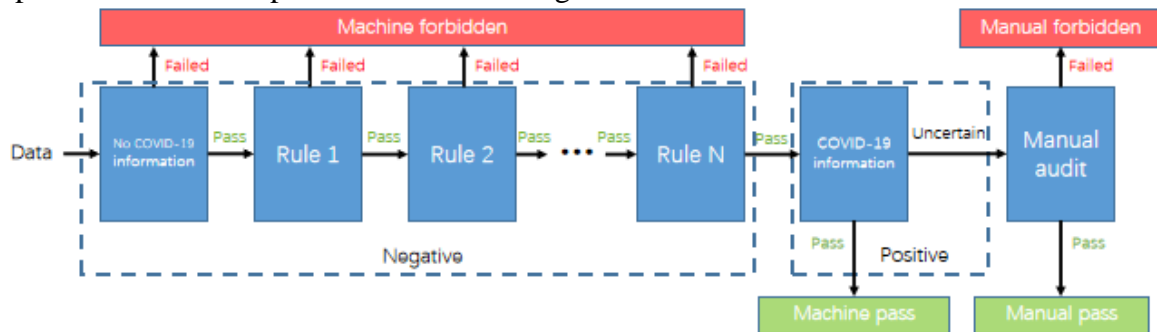 Machine forbidden
Manual forbidden
Failed
Failed
Failed
Failed
Failed
Data
No COVID-19
information
Pass
Rule 1
Pass
Rule 2
Pass
...
Pass
Rule N
Pass
COVID-19
information
Uncertain
Manual
audit
Negative
Pass
Positive
Pass
Machine pass
Manual pass